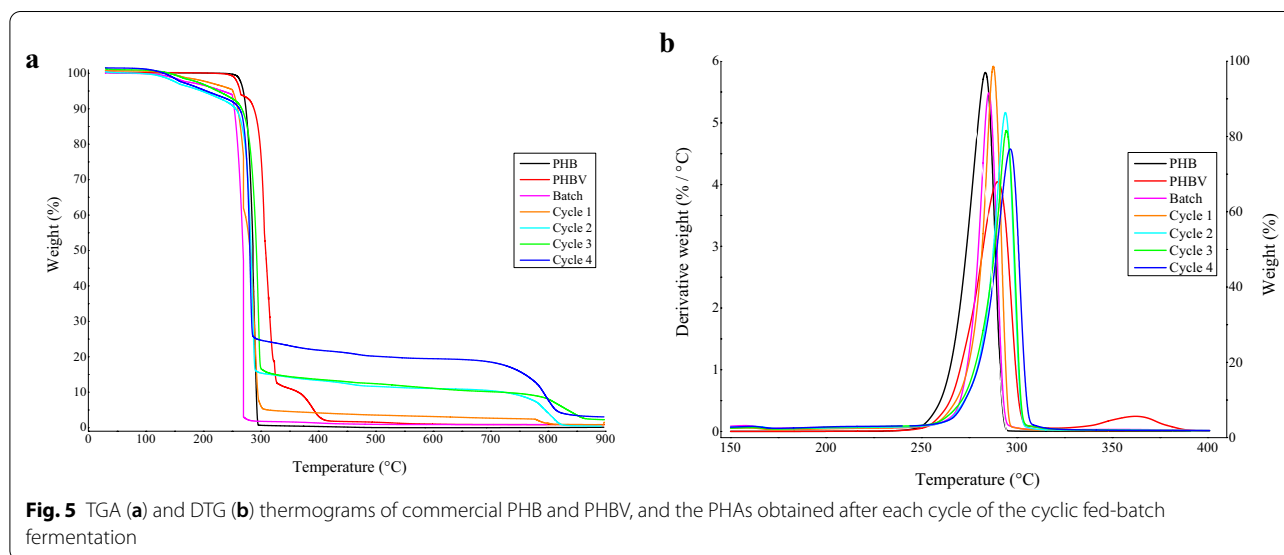 a
100
90
80
70
60
50
40
30
20
10
0
Weight (%)
0
100
200
300
400
500
600
700
800
900
Temperature (°C)
PHB
PHBV
Batch
Cycle 1
Cycle 2
Cycle 3
Cycle 4
b
6
5
4
3
2
1
0
Derivative weight (% / °C)
150
200
250
300
350
400
Temperature (°C)
PHB
PHBV
Batch
Cycle 1
Cycle 2
Cycle 3
Cycle 4
100
80
60
40
20
0
Weight (%)
Fig. 5 TGA (a) and DTG (b) thermograms of commercial PHB and PHBV, and the PHAs obtained after each cycle of the cyclic fed-batch
fermentation